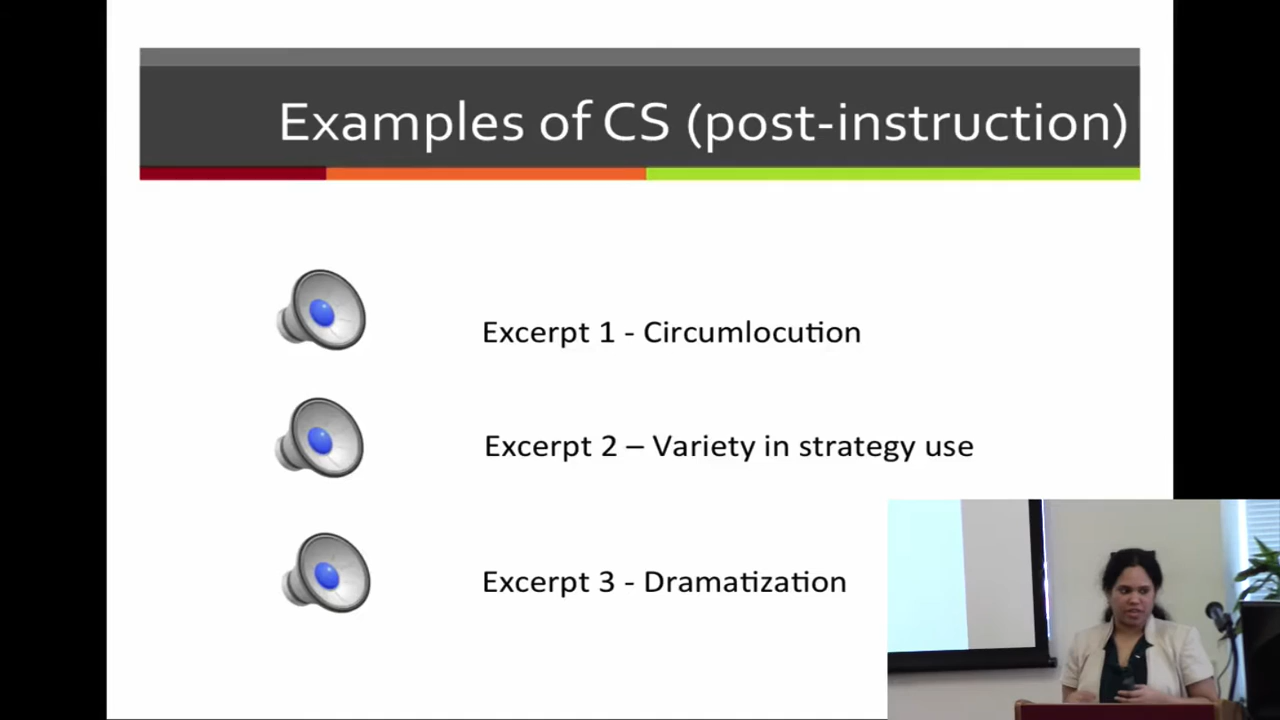 Examples of CS (post-instruction)
Excerpt 1 - Circumlocution
Excerpt 2 – Variety in strategy use
Excerpt 3 - Dramatization